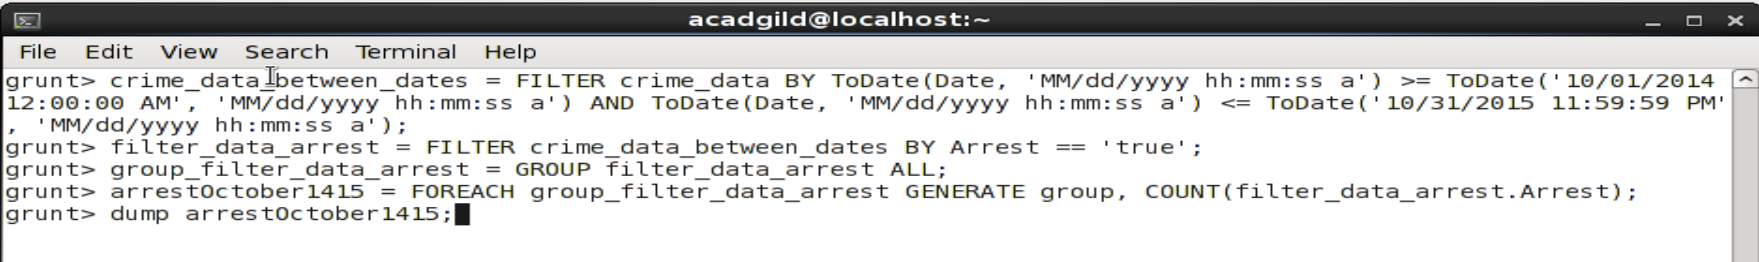 acadgild@localhost:~
File Edit View Search Terminal Help
grunt> crime_data_between_dates = FILTER crime_data BY ToDate(Date, 'MM/dd/yyyy hh:mm:ss a') >= ToDate('10/01/2014
12:00:00 AM', 'MM/dd/yyyy hh:mm:ss a') AND ToDate(Date, 'MM/dd/yyyy hh:mm:ss a') <= ToDate('10/31/2015 11:59:59 PM'
, 'MM/dd/yyyy hh:mm:ss a');
grunt> filter_data_arrest = FILTER crime_data_between_dates BY Arrest == 'true';
grunt> group_filter_data_arrest = GROUP filter_data_arrest ALL;
grunt> arrestOctober1415 = FOREACH group_filter_data_arrest GENERATE group, COUNT(filter_data_arrest.Arrest);
grunt> dump arrestOctober1415;